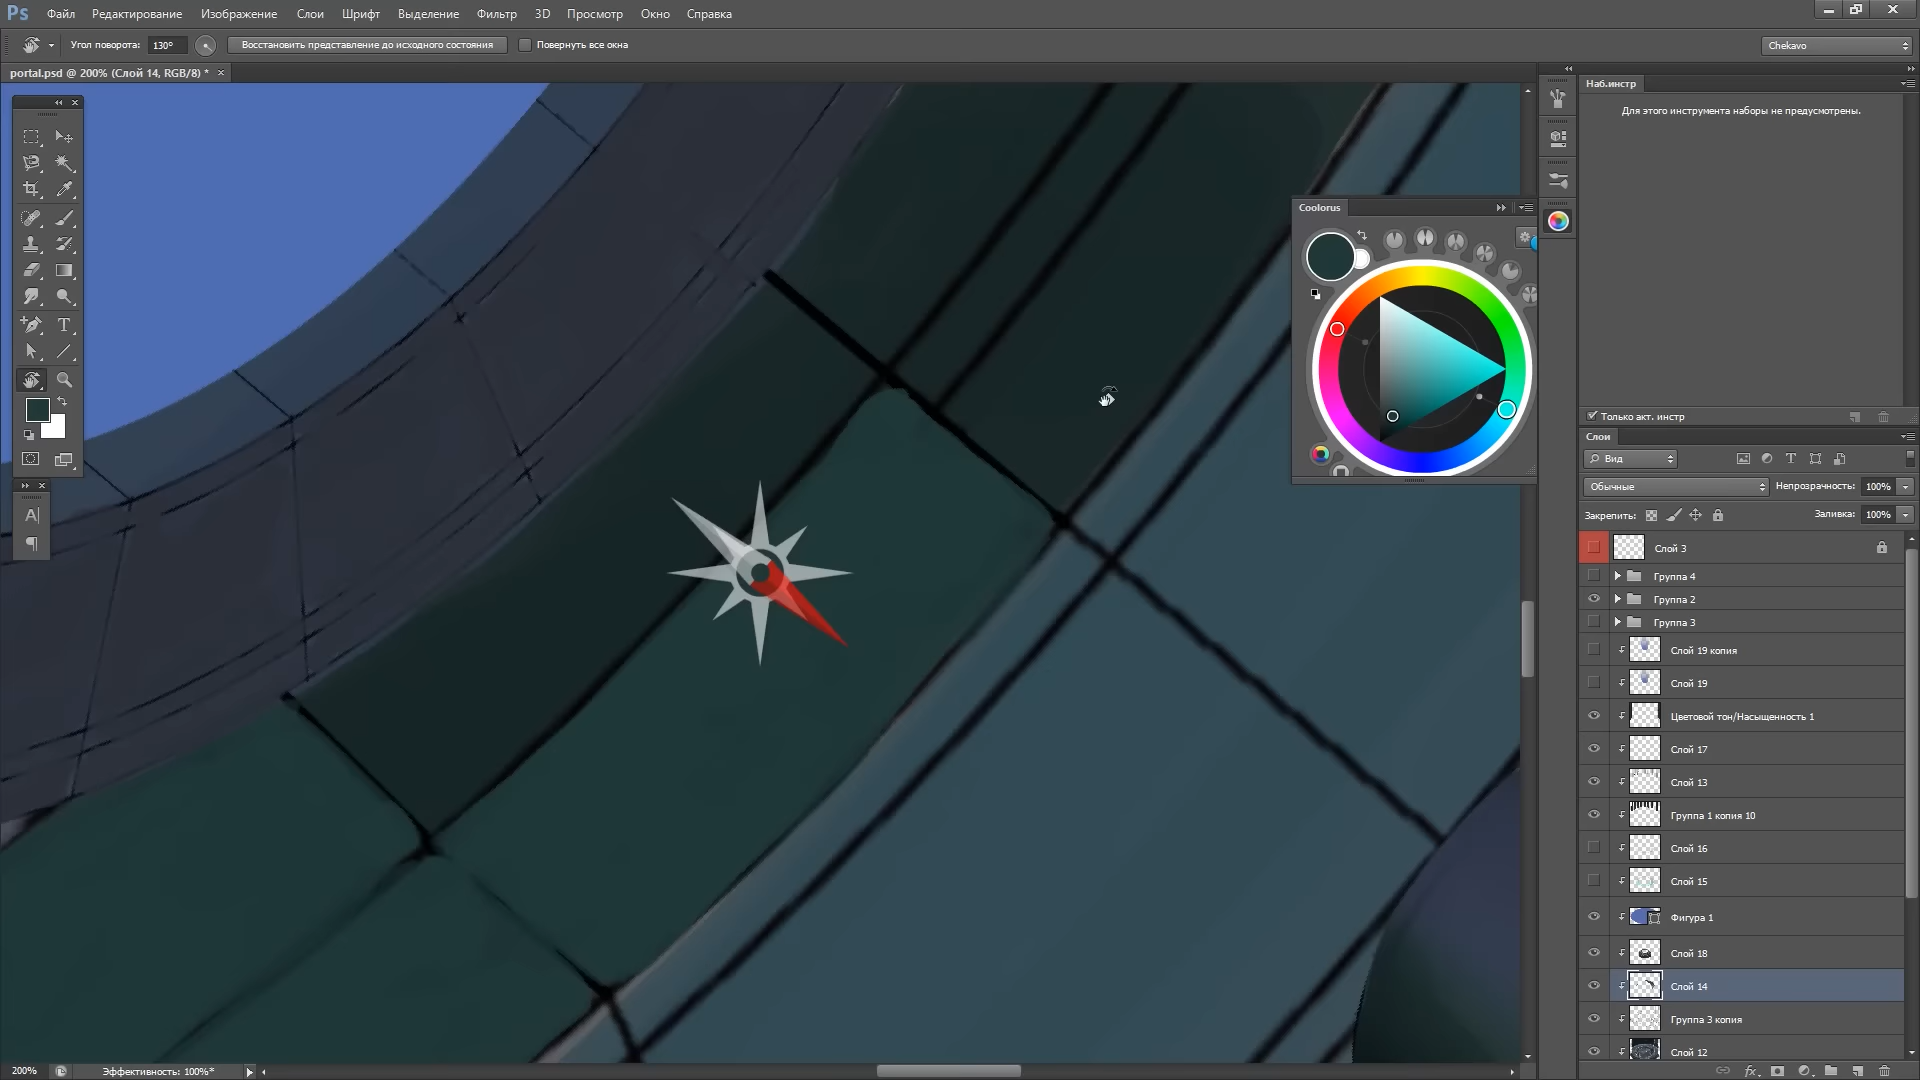 Ps Файл Редактирование Изображение Слои Шрифт Выделение Фильтр 3D Просмотр Окно Справка
Угол поворота: 130° Восстановить представление до исходного состояния Повернуть все окна Chekavo
portal.psd @ 200% (Слой 14, RGB/8) * ×
Наб.инстр
Для этого инструмента наборы не предусмотрены.
Coolorus
T
A
Только акт. инстр
Слои
Вид
Обычные Непрозрачность: 100%
Закрепить: Заливка: 100%
Слой 3
Группа 4
Группа 2
Группа 3
Слой 19 копия
Слой 19
Цветовой тон/Насыщенность 1
Слой 17
Слой 13
Группа 1 копия 10
Слой 16
Слой 15
Фигура 1
Слой 18
Слой 14
Группа 3 копия
Слой 12
200% Эффективность: 100%*
fx